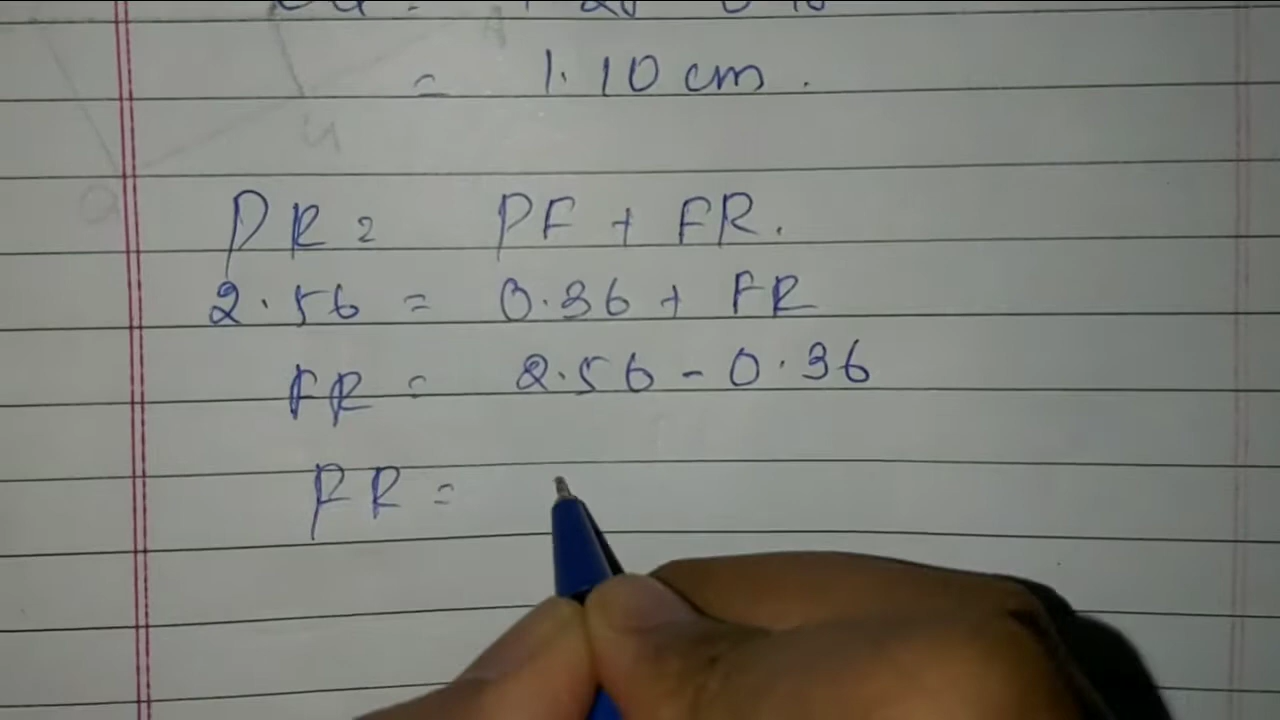 = 1.10 cm.
PR = PF + FR.
2.56 = 0.36 + FR
FR = 2.56 - 0.36
FR =